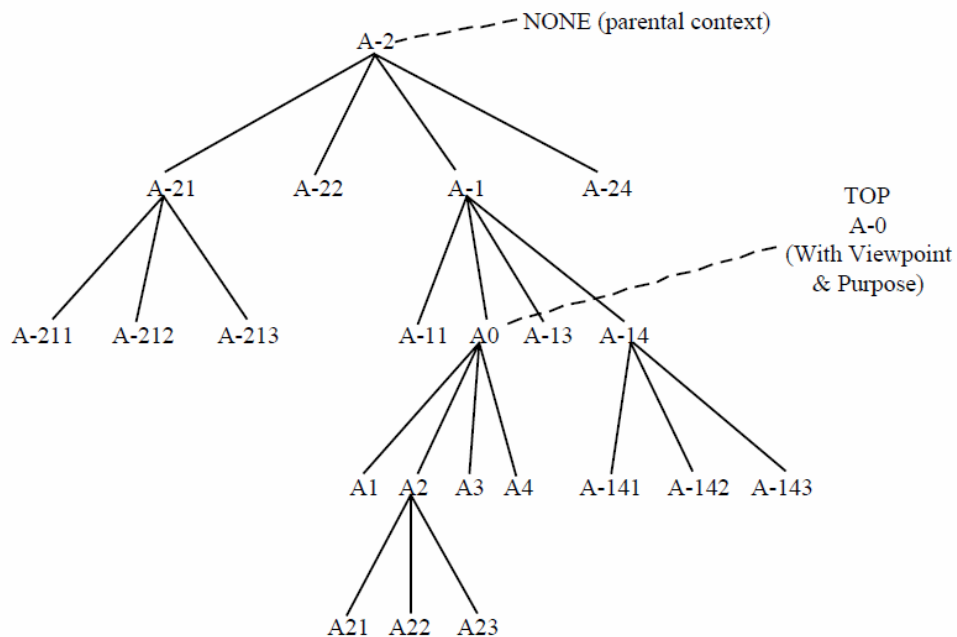 NONE (parental context)
A-2
A-21
A-22
A-1
A-24
TOP
A-0
(With Viewpoint
& Purpose)
A-211
A-212
A-213
A-11
A0
A-13
A-14
A1
A2
A3
A4
A-141
A-142
A-143
A21
A22
A23